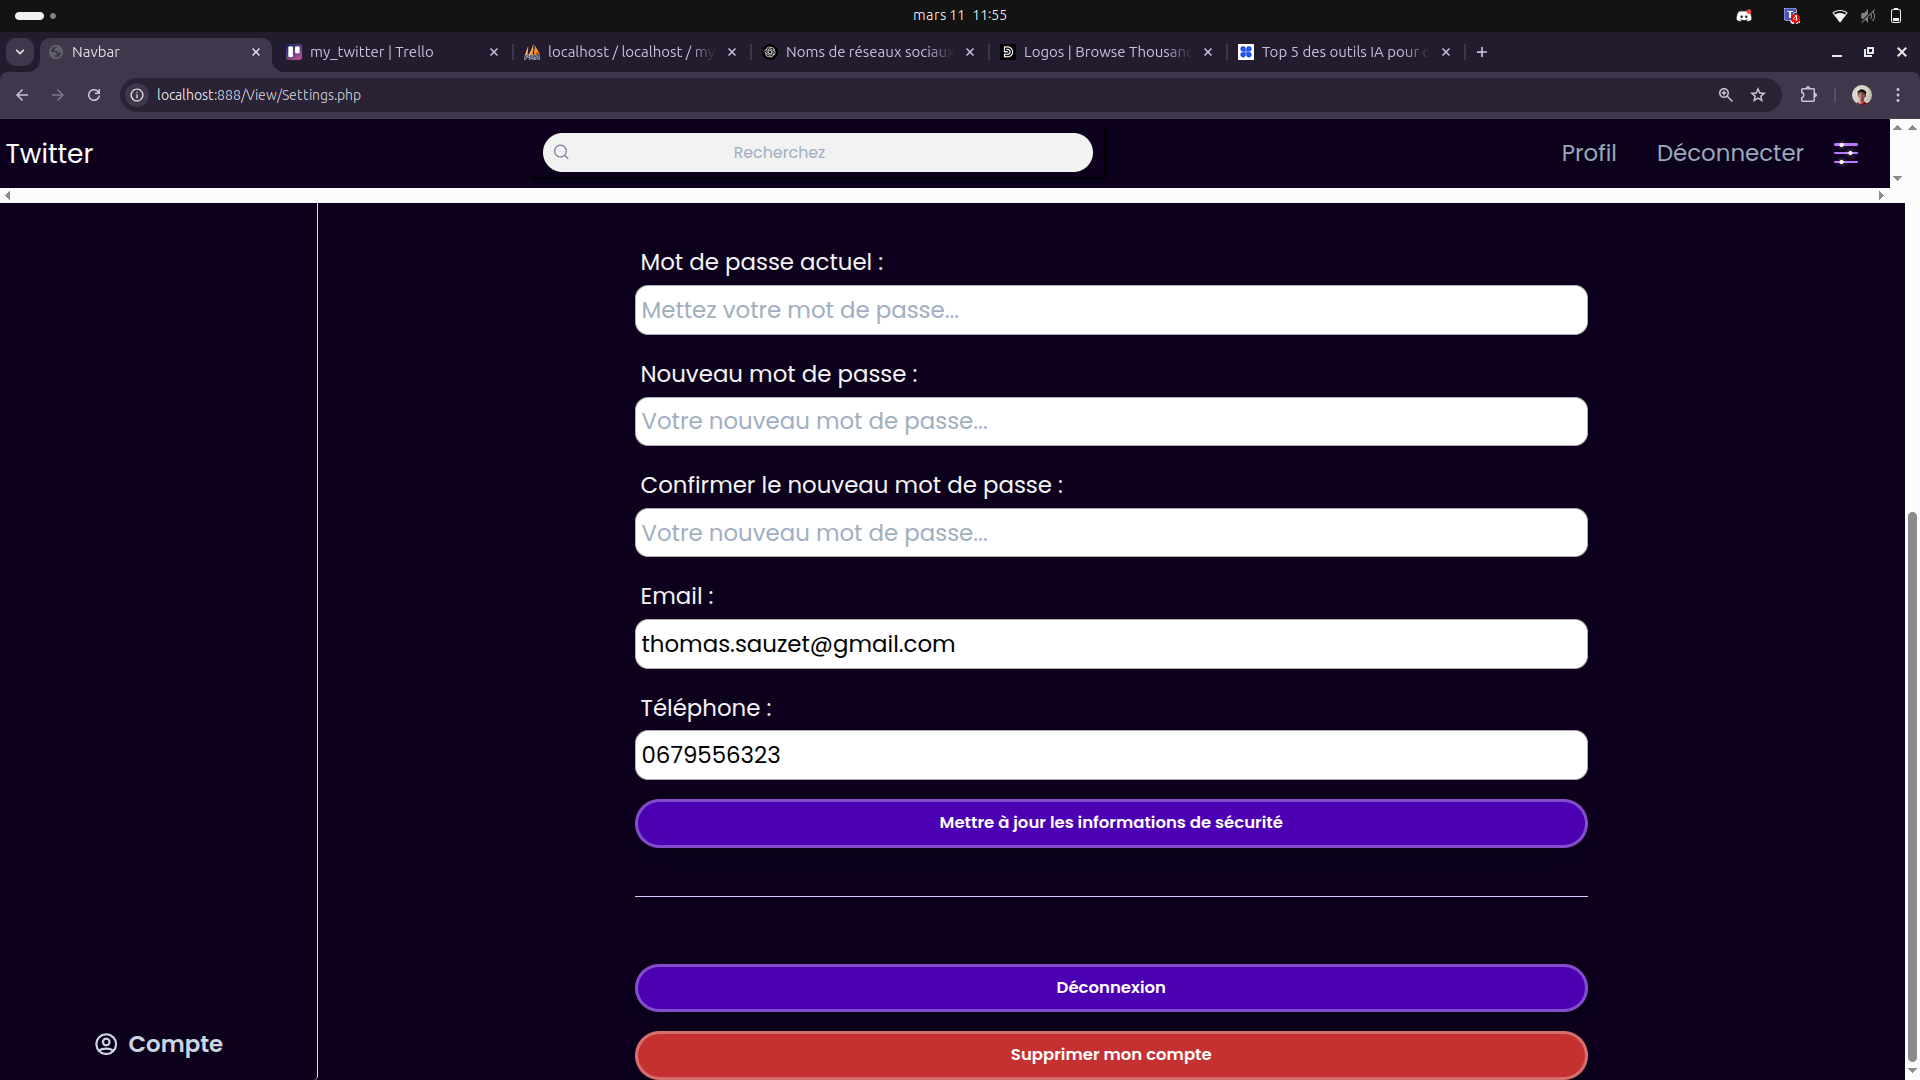 mars 11 11:55
Navbar
my_twitter | Trello
localhost / localhost / my
Noms de réseaux sociaux
Logos | Browse Thousan
Top 5 des outils IA pour c
localhost:888/View/Settings.php
Twitter
Recherchez
Profil
Déconnecter
Mot de passe actuel :
Mettez votre mot de passe...
Nouveau mot de passe :
Votre nouveau mot de passe...
Confirmer le nouveau mot de passe :
Votre nouveau mot de passe...
Email :
thomas.sauzet@gmail.com
Téléphone :
0679556323
Mettre à jour les informations de sécurité
Déconnexion
Compte
Supprimer mon compte